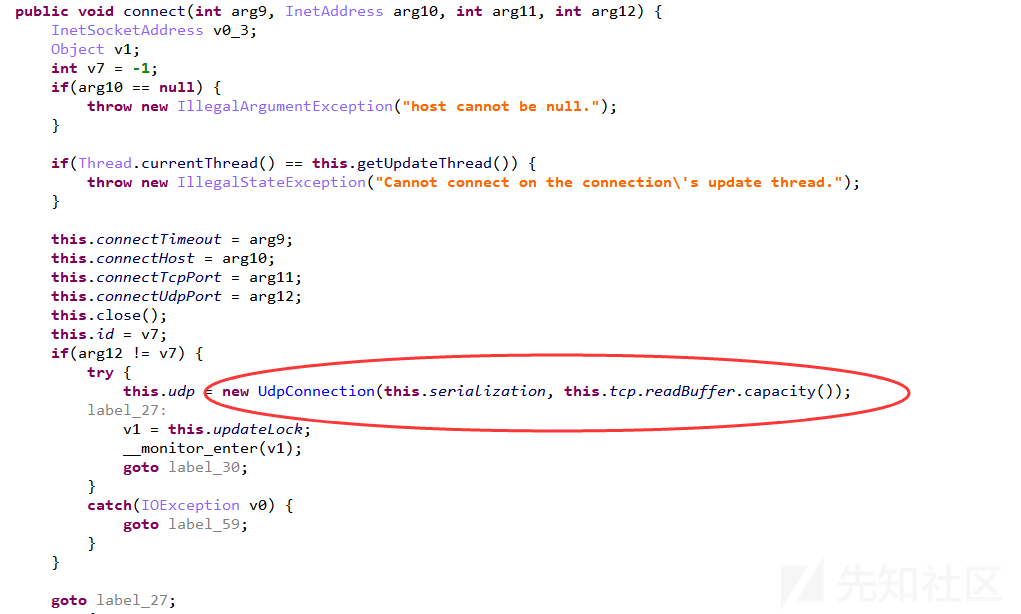 public void connect(int arg9, InetAddress arg10, int arg11, int arg12) {
    InetSocketAddress v0_3;
    Object v1;
    int v7 = -1;
    if(arg10 == null) {
        throw new IllegalArgumentException("host cannot be null.");
    }

    if(Thread.currentThread() == this.getUpdateThread()) {
        throw new IllegalStateException("Cannot connect on the connection\'s update thread.");
    }

    this.connectTimeout = arg9;
    this.connectHost = arg10;
    this.connectTcpPort = arg11;
    this.connectUdpPort = arg12;
    this.close();
    this.id = v7;
    if(arg12 != v7) {
        try {
            this.udp = new UdpConnection(this.serialization, this.tcp.readBuffer.capacity());
        label_27:
            v1 = this.updateLock;
            __monitor_enter(v1);
            goto label_30;
        }
        catch(IOException v0) {
            goto label_59;
        }
    }

    goto label_27;
先知社区